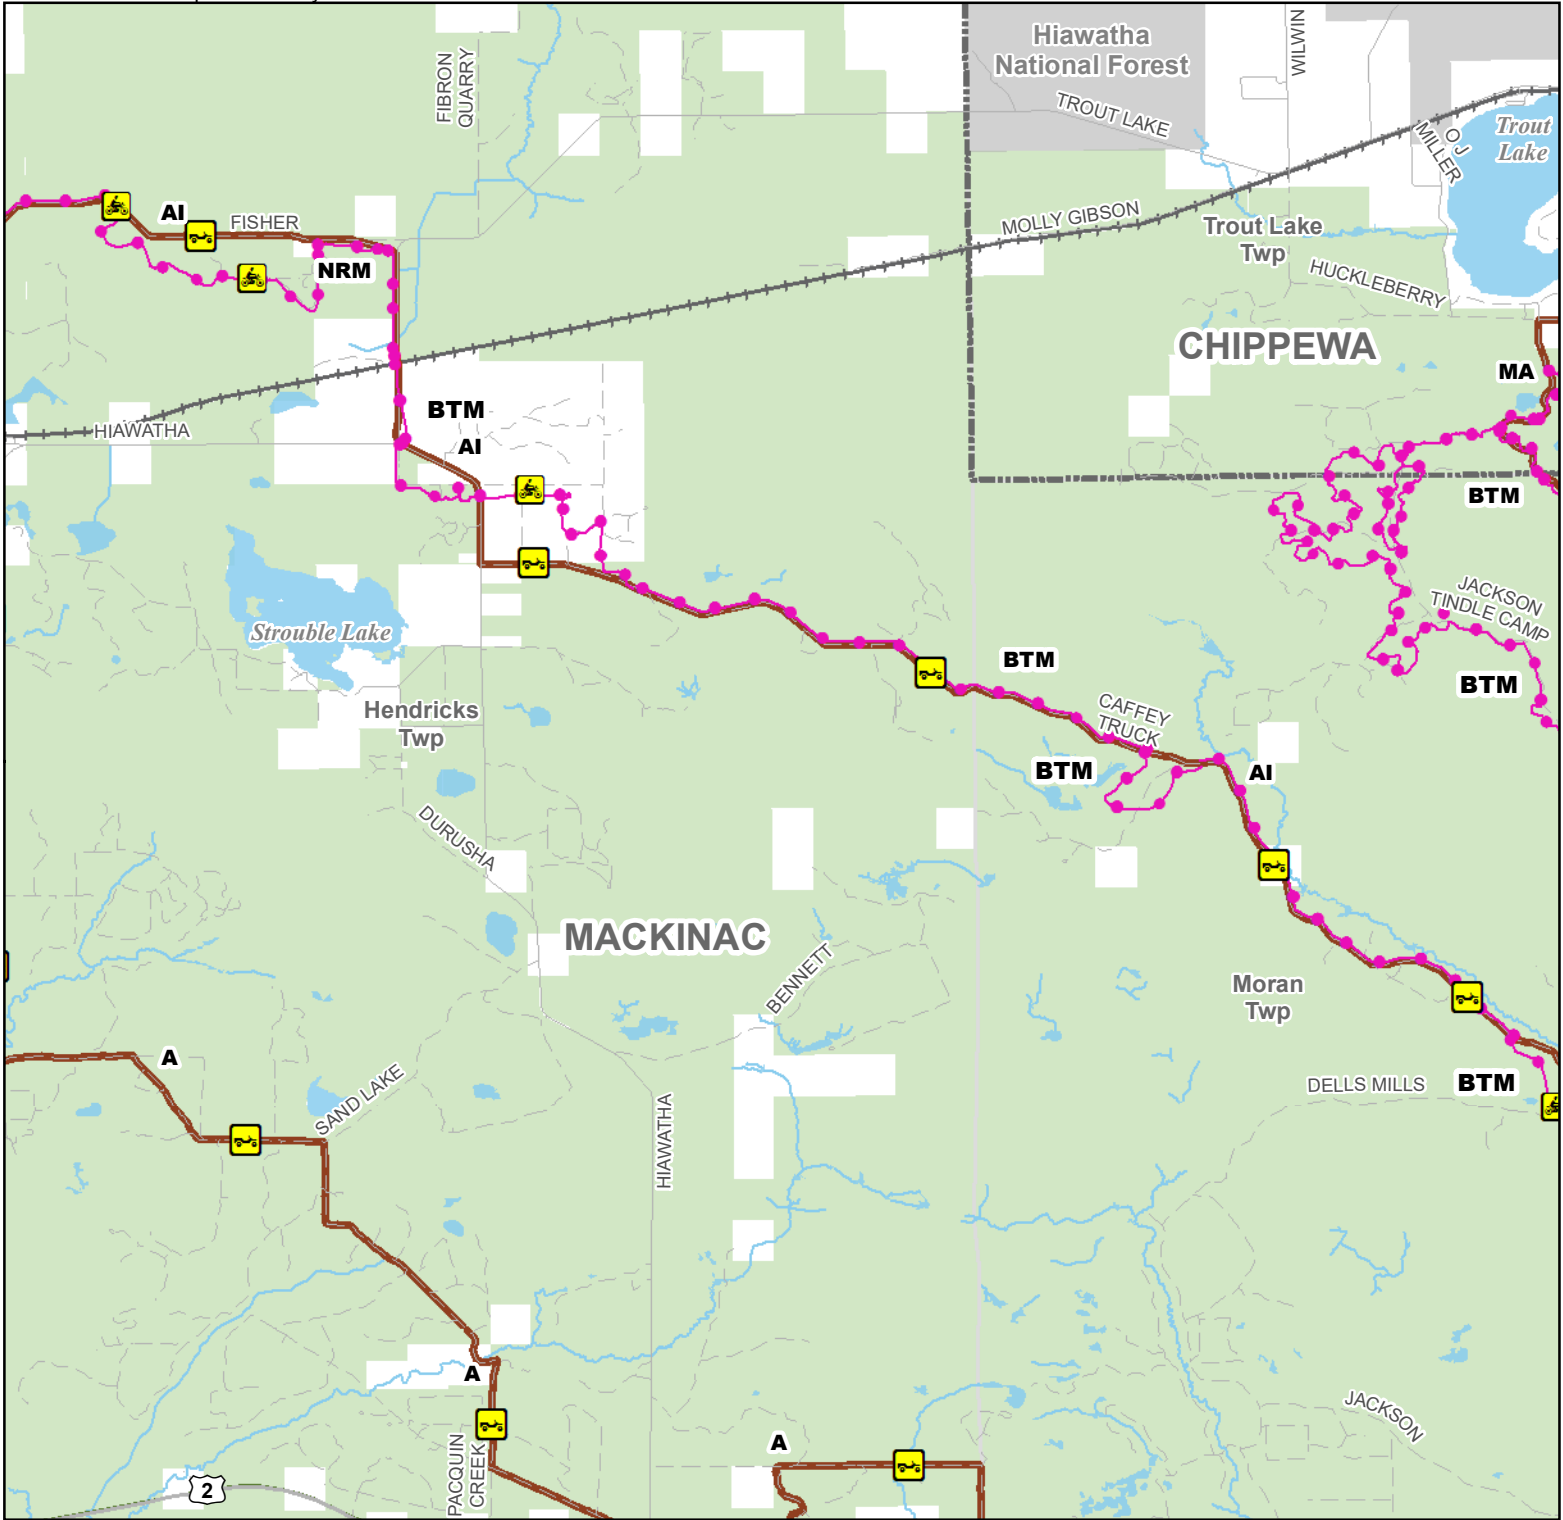 Hiawatha
National Forest
WILWIN
FIBRON
QUARRY
TROUT LAKE
O J
MILLER
Trout
Lake
AI
FISHER
MOLLY GIBSON
Trout Lake
Twp
NRM
HUCKLEBERRY
CHIPPEWA
MA
BTM
HIAWATHA
AI
BTM
JACKSON
TINDLE CAMP
Strouble Lake
BTM
BTM
Hendricks
Twp
CAFFEY
TRUCK
BTM
AI
DURUSHA
MACKINAC
BENNETT
Moran
Twp
A
SAND LAKE
DELLS MILLS
BTM
HIAWATHA
A
JACKSON
A
PACQUIN
CREEK
2